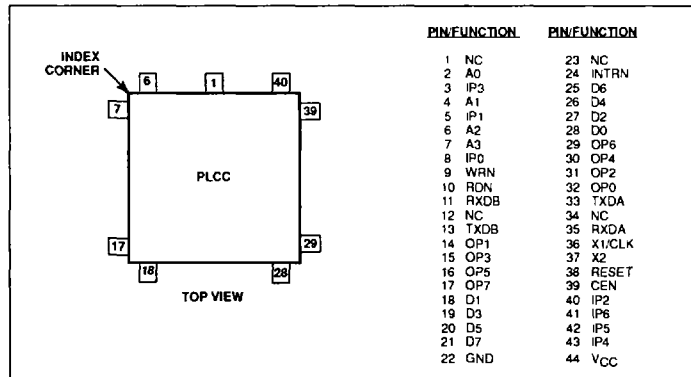 INDEX
CORNER
6
1
40
7
39
PLCC
17
29
18
28
TOP VIEW
PIN/FUNCTION
1 NC
2 A0
3 IP3
4 A1
5 IP1
6 A2
7 A3
8 IP0
9 WRN
10 RDN
11 RXDB
12 NC
13 TXDB
14 OP1
15 OP3
16 OP5
17 OP7
18 D1
19 D3
20 D5
21 D7
22 GND
PIN/FUNCTION
23 NC
24 INTRN
25 D6
26 D4
27 D2
28 D0
29 OP6
30 OP4
31 OP2
32 OP0
33 TXDA
34 NC
35 RXDA
36 X1/CLK
37 X2
38 RESET
39 CEN
40 IP2
41 IP6
42 IP5
43 IP4
44 VCC